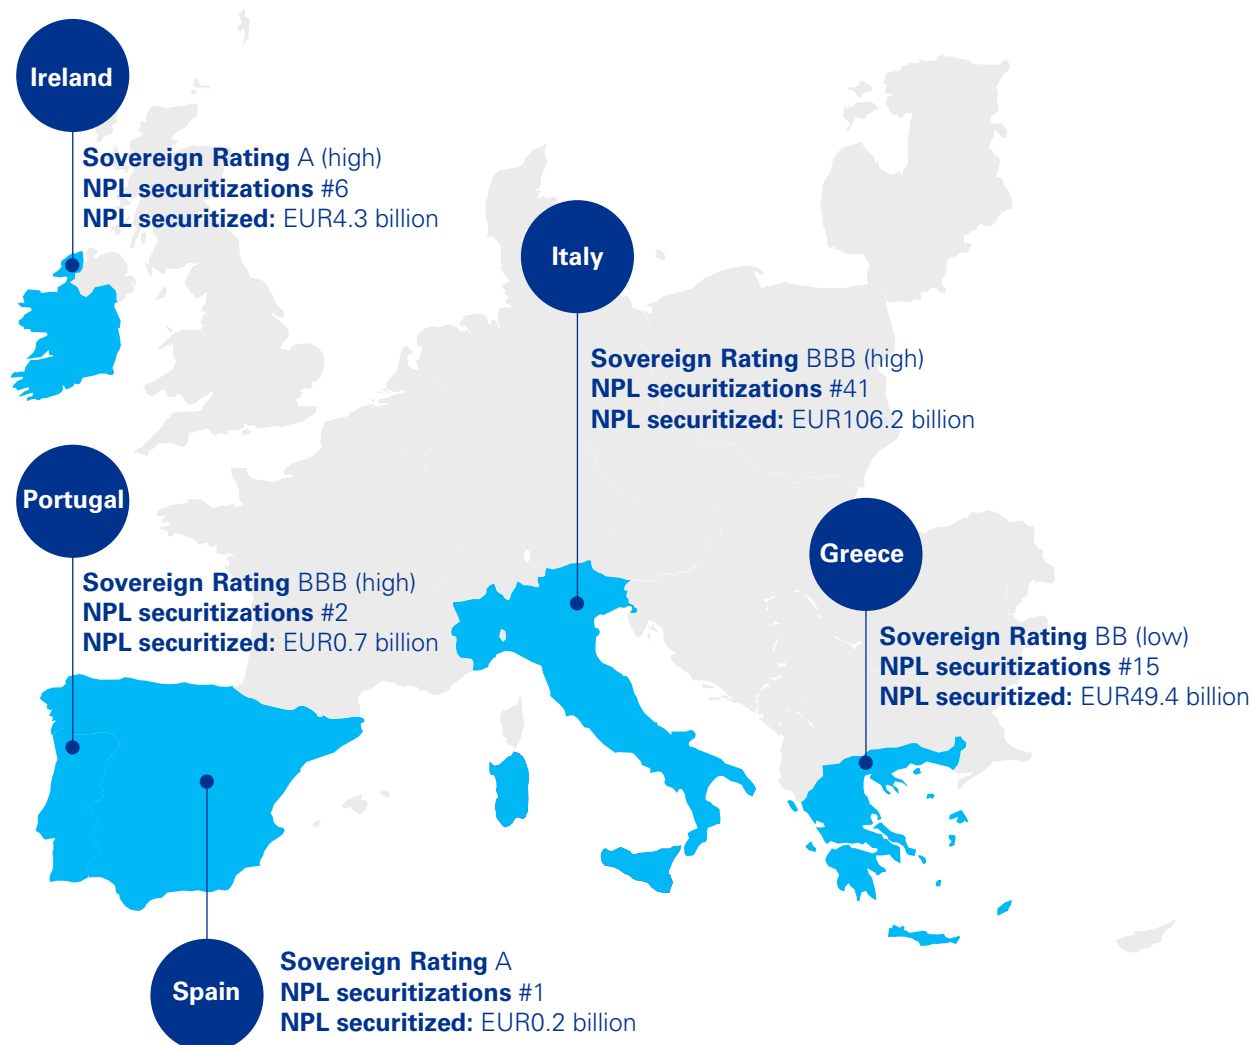 Ireland
Sovereign Rating A (high)
NPL securitizations #6
NPL securitized: EUR4.3 billion
Italy
Sovereign Rating BBB (high)
NPL securitizations #41
NPL securitized: EUR106.2 billion
Portugal
Sovereign Rating BBB (high)
NPL securitizations #2
NPL securitized: EUR0.7 billion
Greece
Sovereign Rating BB (low)
NPL securitizations #15
NPL securitized: EUR49.4 billion
Spain
Sovereign Rating A
NPL securitizations #1
NPL securitized: EUR0.2 billion